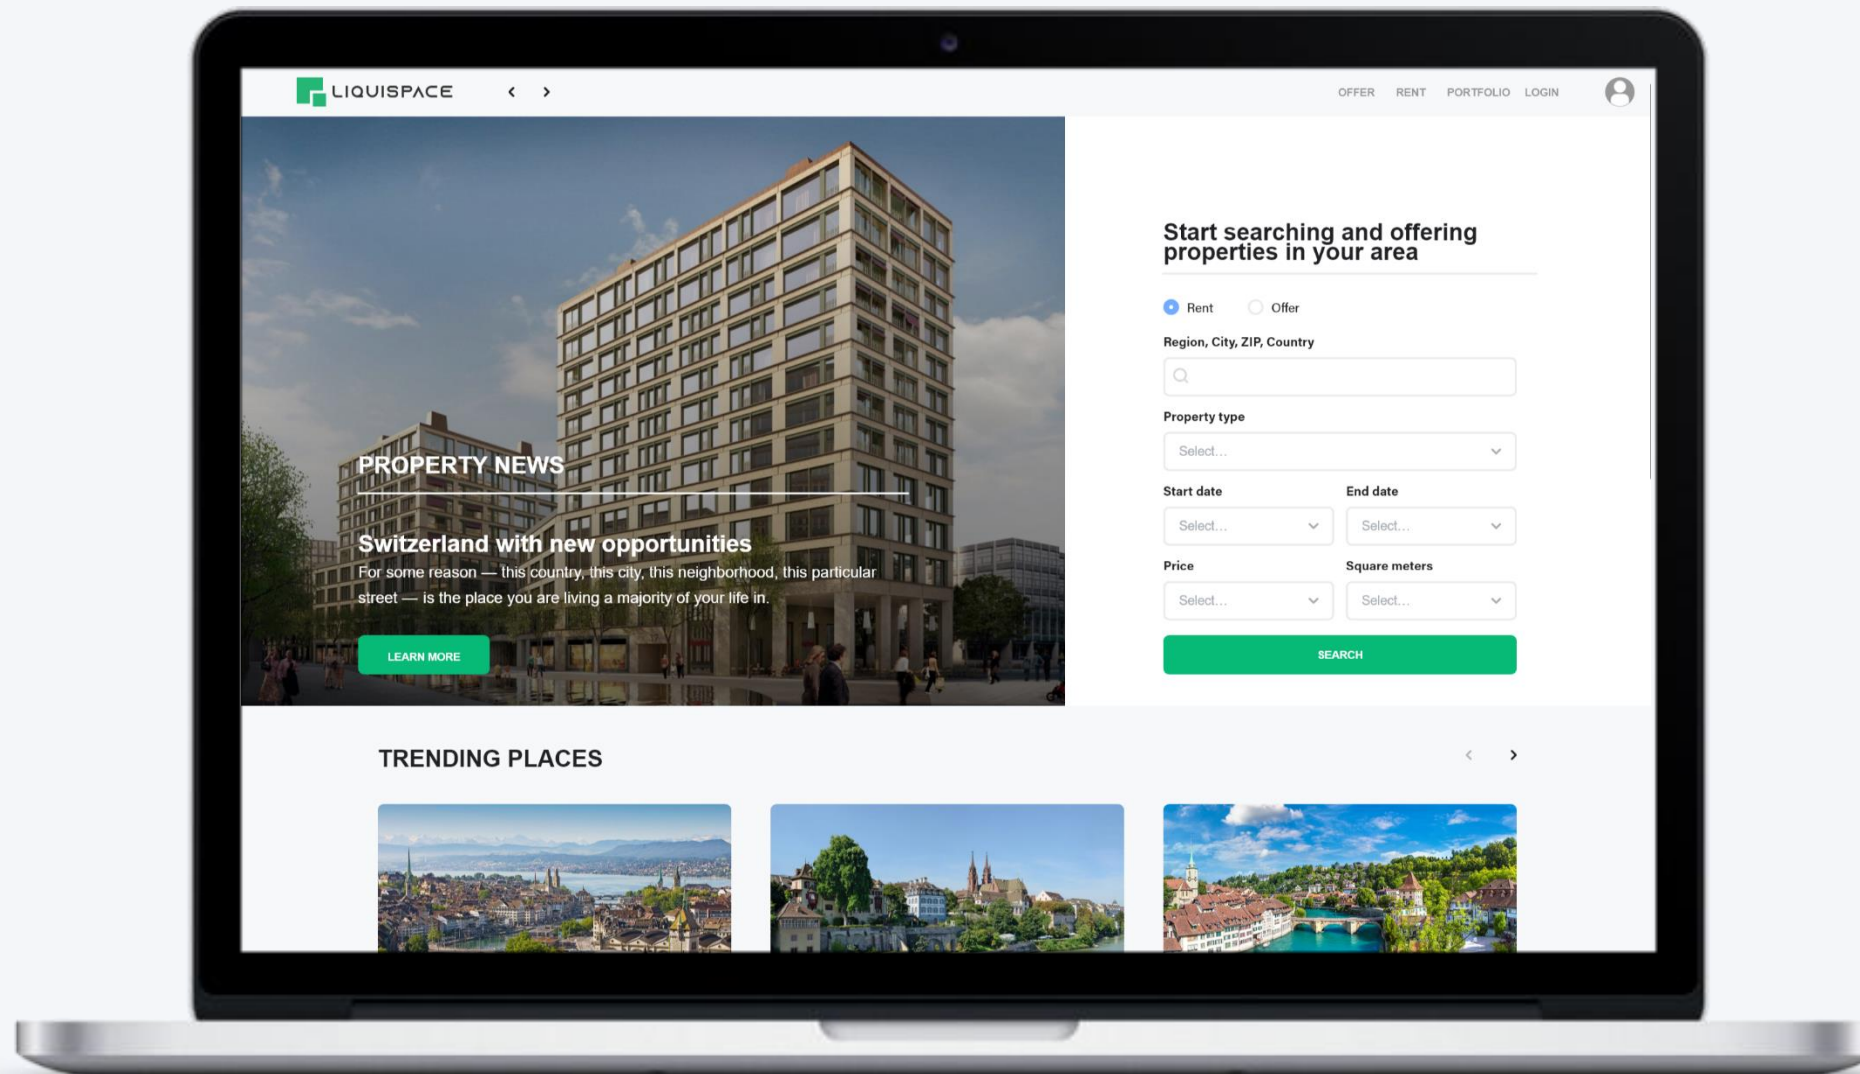 LIQUISPACE
OFFER RENT PORTFOLIO LOGIN
PROPERTY NEWS
Switzerland with new opportunities
For some reason — this country, this city, this neighborhood, this particular
street — is the place you are living a majority of your life in.
LEARN MORE
Start searching and offering
properties in your area
Rent Offer
Region, City, ZIP, Country
Property type
Select...
Start date End date
Select... Select...
Price Square meters
Select... Select...
SEARCH
TRENDING PLACES